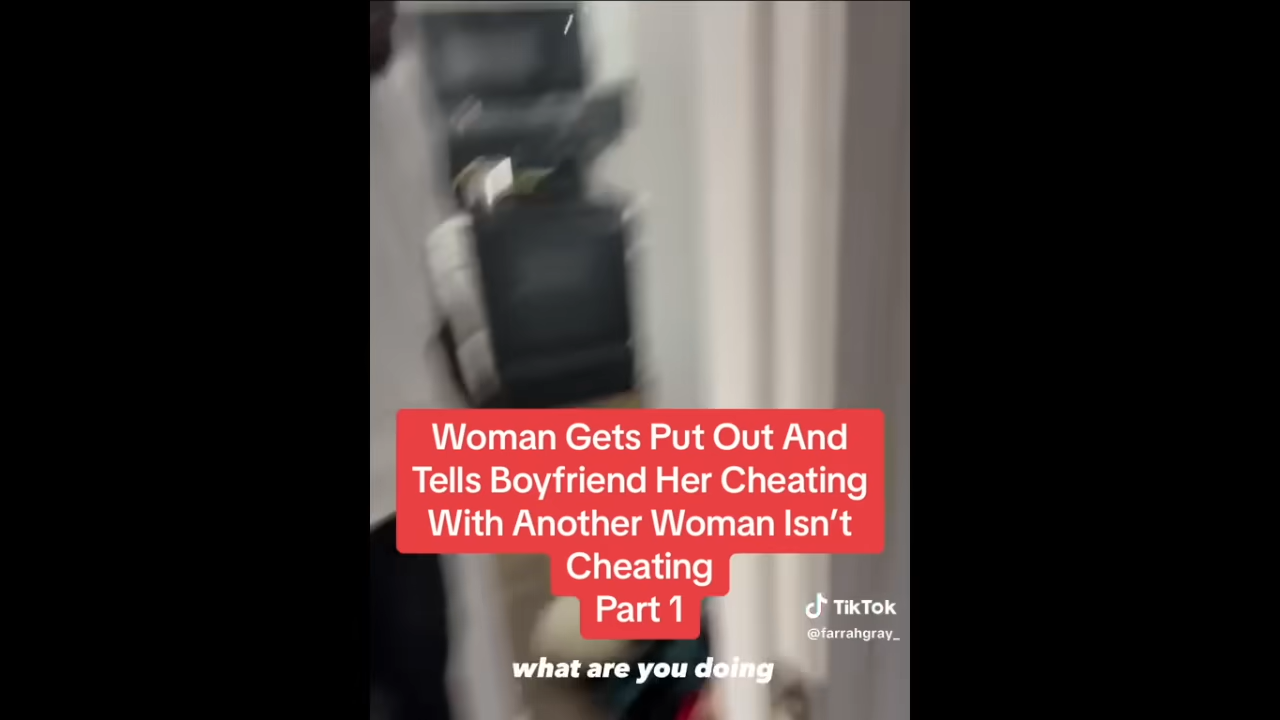 Woman Gets Put Out And
Tells Boyfriend Her Cheating
With Another Woman Isn’t
Cheating
Part 1
TikTok
@farrahgray_
what are you doing